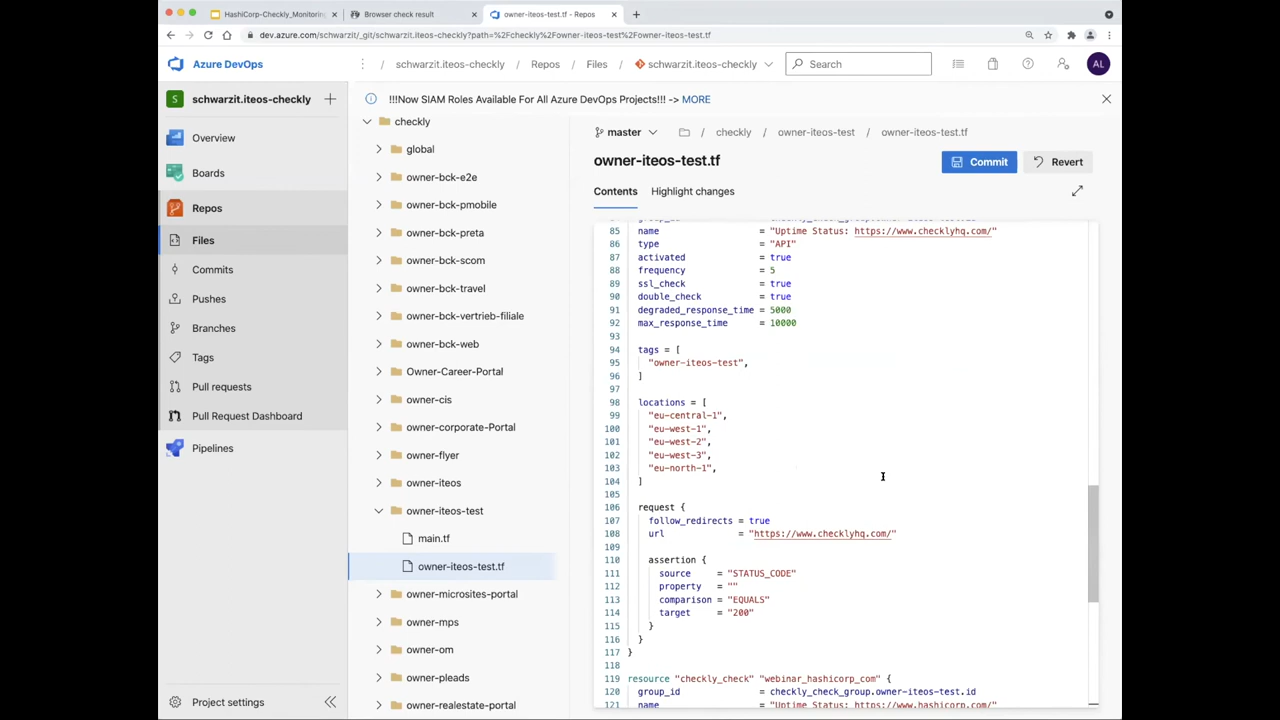 HashiCorp-Checkly_Monitoring
Browser check result
owner-iteos-test.tf - Repos
dev.azure.com/schwarzit/_git/schwarzit.iteos-checkly?path=%2Fcheckly%2Fowner-iteos-test%2Fowner-iteos-test.tf
Azure DevOps
/ schwarzit.iteos-checkly / Repos / Files / schwarzit.iteos-checkly
Search
AL
S schwarzit.iteos-checkly
Overview
Boards
Repos
Files
Commits
Pushes
Branches
Tags
Pull requests
Pull Request Dashboard
Pipelines
Project settings
!!!Now SIAM Roles Available For All Azure DevOps Projects!!! -> MORE
checkly
global
owner-bck-e2e
owner-bck-pmobile
owner-bck-preta
owner-bck-scom
owner-bck-travel
owner-bck-vertrieb-filiale
owner-bck-web
Owner-Career-Portal
owner-cis
owner-corporate-Portal
owner-flyer
owner-iteos
owner-iteos-test
main.tf
owner-iteos-test.tf
owner-microsites-portal
owner-mps
owner-om
owner-pleads
owner-realestate-portal
master / checkly / owner-iteos-test / owner-iteos-test.tf
owner-iteos-test.tf
Commit
Revert
Contents
Highlight changes
85 name = "Uptime Status: https://www.checklyhq.com/"
86 type = "API"
87 activated = true
88 frequency = 5
89 ssl_check = true
90 double_check = true
91 degraded_response_time = 5000
92 max_response_time = 10000
93
94 tags = [
95 "owner-iteos-test",
96 ]
97
98 locations = [
99 "eu-central-1",
100 "eu-west-1",
101 "eu-west-2",
102 "eu-west-3",
103 "eu-north-1",
104 ]
105
106 request {
107 follow_redirects = true
108 url = "https://www.checklyhq.com/"
109
110 assertion {
111 source = "STATUS_CODE"
112 property = ""
113 comparison = "EQUALS"
114 target = "200"
115 }
116 }
117 }
118
119 resource "checkly_check" "webinar_hashicorp_com" {
120 group_id = checkly_check_group.owner-iteos-test.id
121 name = "Uptime Status: https://www.hashicorp.com/"